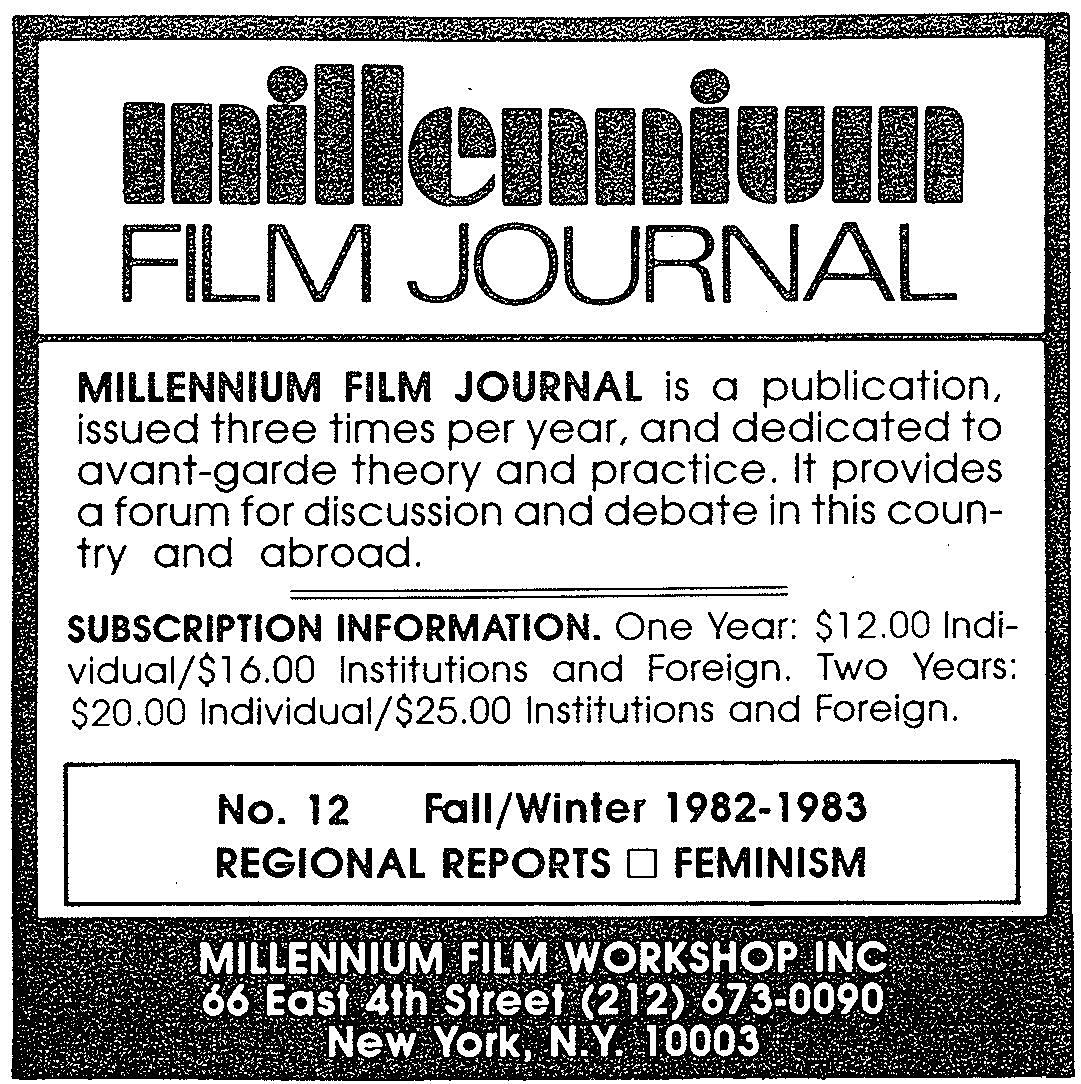 millennium
FILM JOURNAL
MILLENNIUM FILM JOURNAL is a publication,
issued three times per year, and dedicated to
avant-garde theory and practice. It provides
a forum for discussion and debate in this coun-
try and abroad.
SUBSCRIPTION INFORMATION. One Year: $12.00 Indi-
vidual/$16.00 Institutions and Foreign. Two Years:
$20.00 Individual/$25.00 Institutions and Foreign.
No. 12 Fall/Winter 1982-1983
REGIONAL REPORTS □ FEMINISM
MILLENNIUM FILM WORKSHOP INC
66 East 4th Street (212) 673-0090
New York, N.Y. 10003